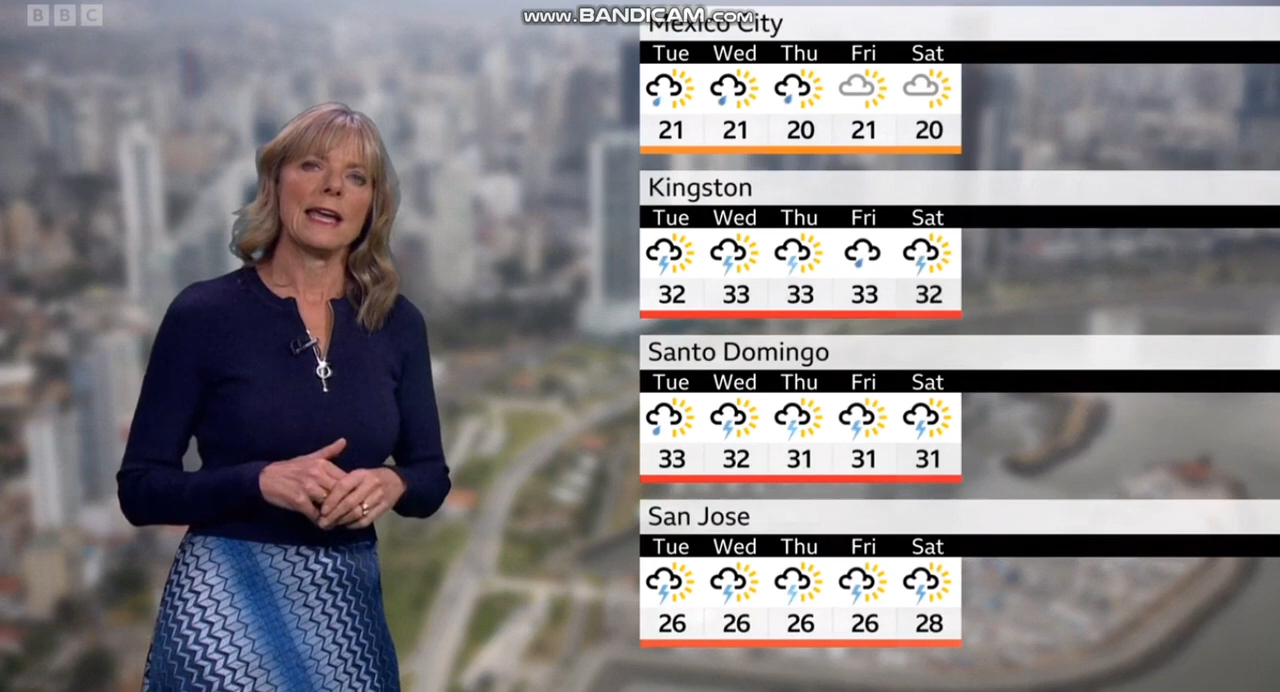 BBC
www.BANDICAM.com
Mexico City
Tue Wed Thu Fri Sat
21 21 20 21 20
Kingston
Tue Wed Thu Fri Sat
32 33 33 33 32
Santo Domingo
Tue Wed Thu Fri Sat
33 32 31 31 31
San Jose
Tue Wed Thu Fri Sat
26 26 26 26 28